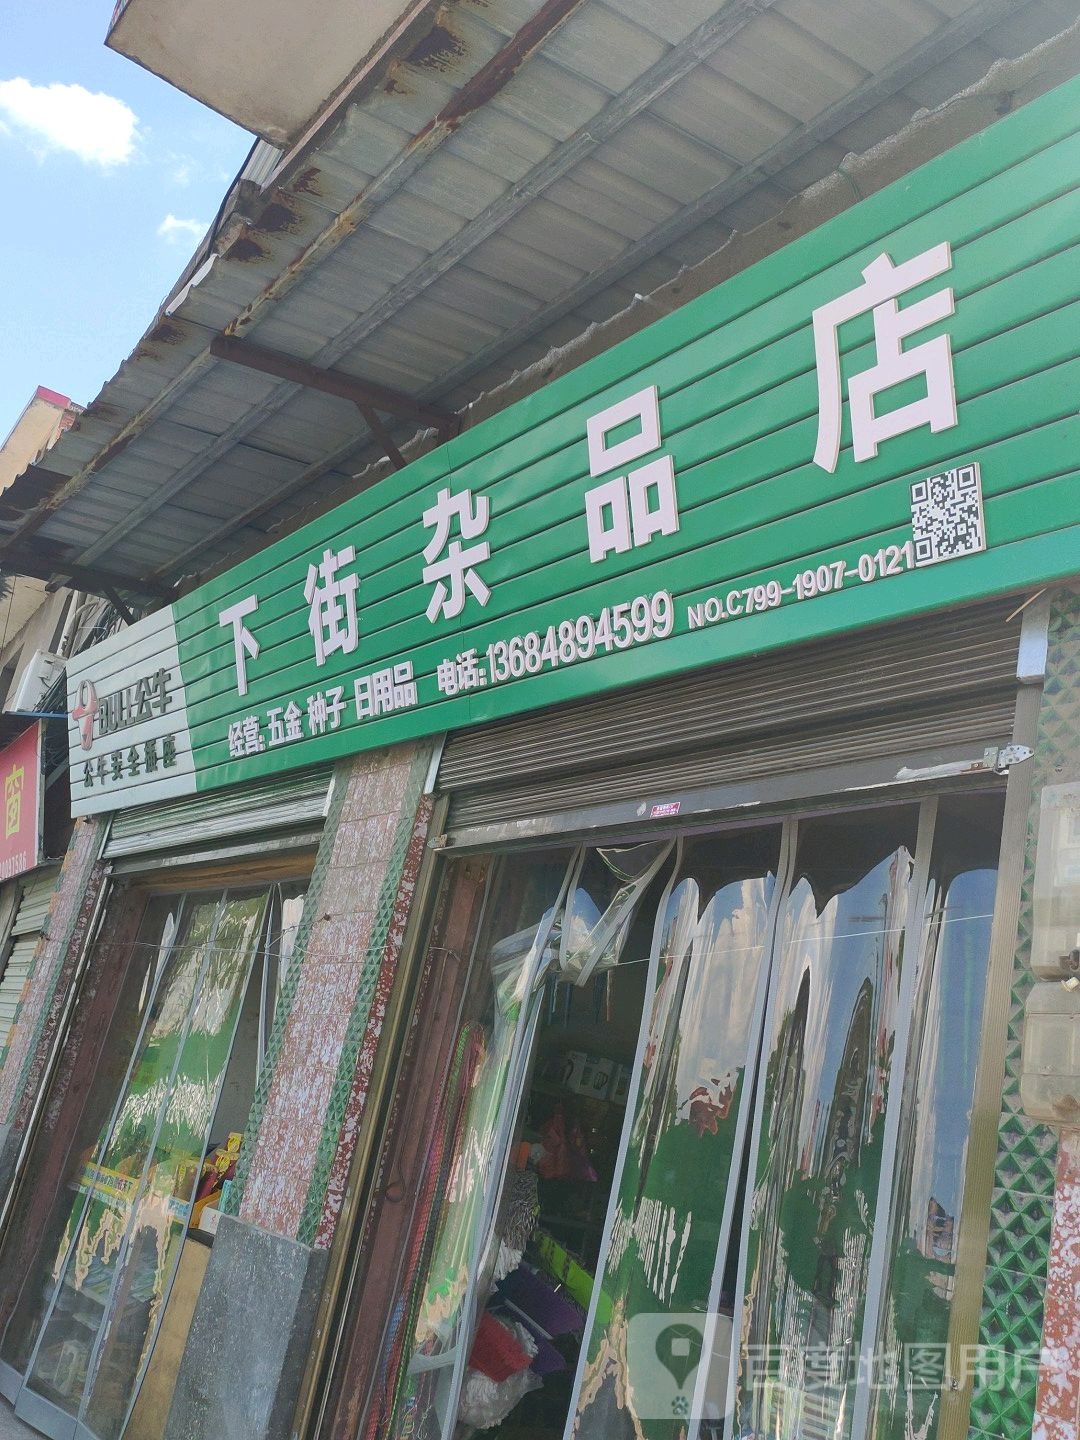 下街杂品店
BULL公牛
公牛安全插座
经营:五金 种子 日用品 电话:13684894599 NO.C799-1907-0121
窗
百度地图用户